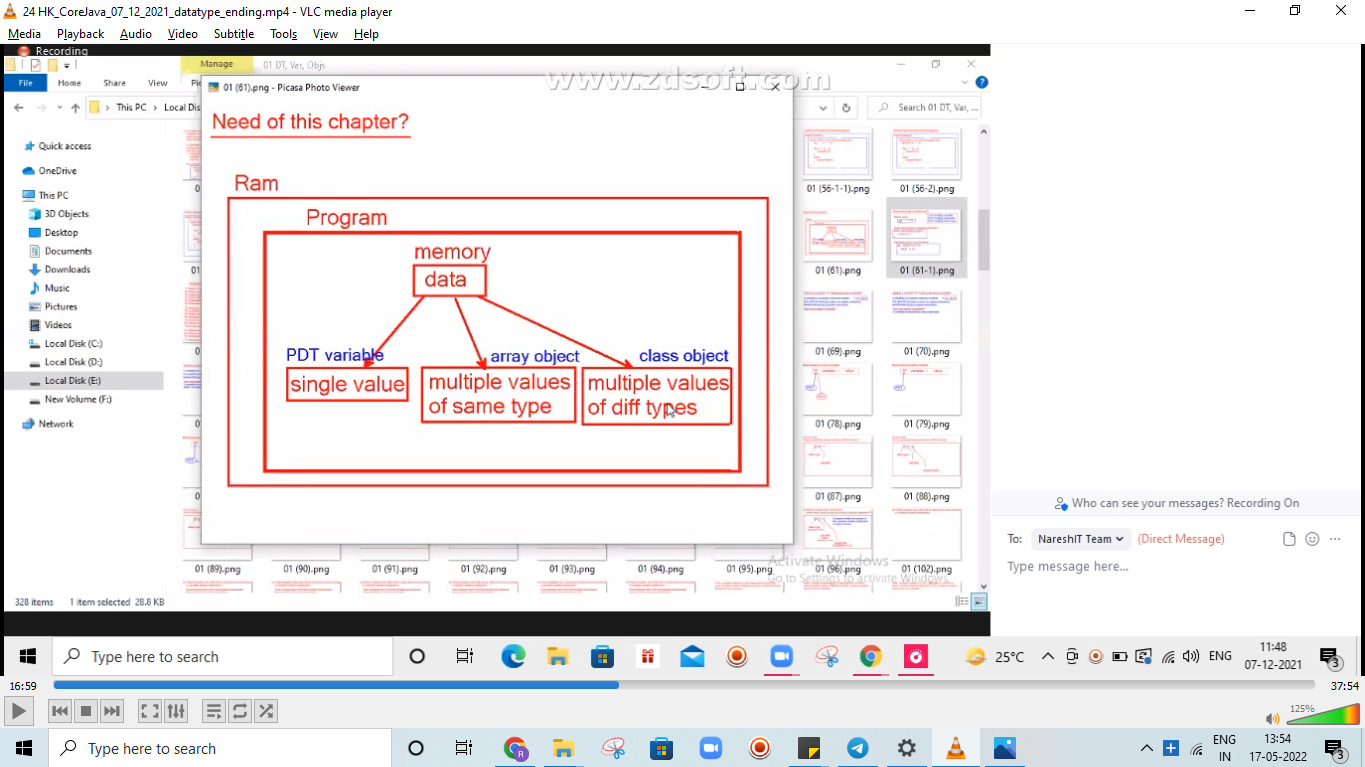 24 HK_CoreJava_07_12_2021_datatype_ending.mp4 - VLC media player
Media Playback Audio Video Subtitle Tools View Help
Recording
Manage 01 DT, Var, Objs
www.zdsoft.com
File Home Share View
01 (61).png - Picasa Photo Viewer
This PC Local Dis
Search 01 DT, Var, ...
Need of this chapter?
Quick access
OneDrive
This PC
3D Objects
Desktop
Documents
Downloads
Music
Pictures
Videos
Local Disk (C:)
Local Disk (D:)
Local Disk (E:)
New Volume (F:)
Network
Ram
Program
memory
data
PDT variable array object class object
single value
multiple values
of same type
multiple values
of diff types
01 (56-1-1).png 01 (56-2).png
01 (61).png 01 (61-1).png
01 (69).png 01 (70).png
01 (78).png 01 (79).png
01 (87).png 01 (88).png
01 (89).png 01 (90).png 01 (91).png 01 (92).png 01 (93).png 01 (94).png 01 (95).png 01 (96).png 01 (102).png
Activate Windows
Go to Settings to activate Windows.
328 items 1 item selected 28.8 KB
Who can see your messages? Recording On
To: NareshIT Team (Direct Message)
Type message here...
Type here to search
25°C
ENG
11:48
07-12-2021
3
16:59
37:54
125%
Type here to search
ENG
IN
13:54
17-05-2022
3